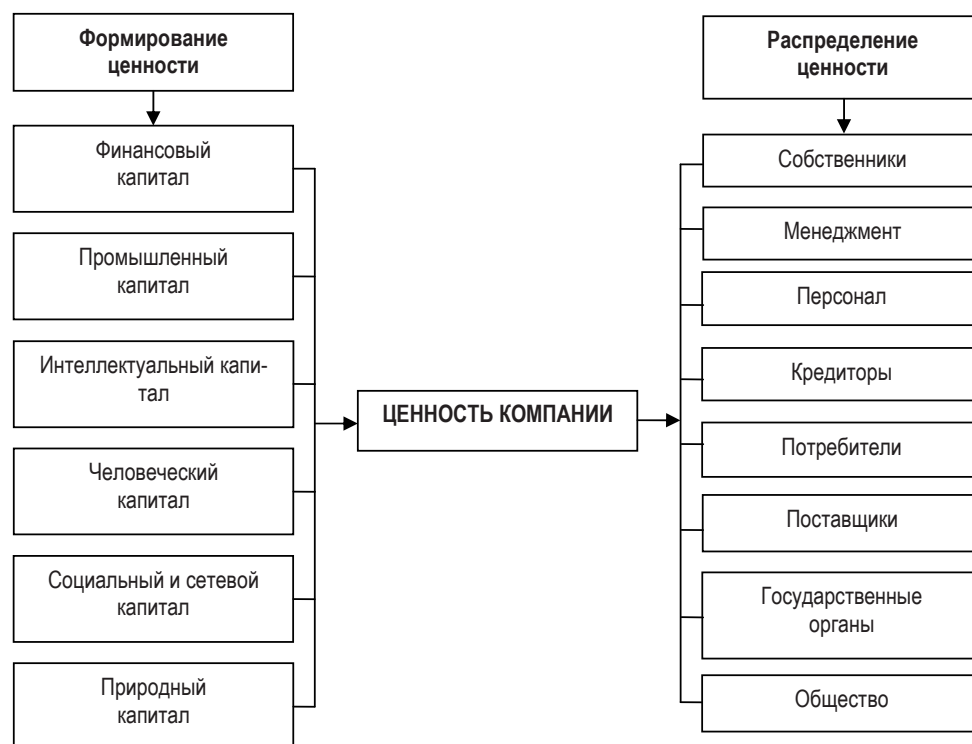 Формирование
ценности
Финансовый
капитал
Промышленный
капитал
Интеллектуальный капи-
тал
Человеческий
капитал
Социальный и сетевой
капитал
Природный
капитал
ЦЕННОСТЬ КОМПАНИИ
Распределение
ценности
Собственники
Менеджмент
Персонал
Кредиторы
Потребители
Поставщики
Государственные
органы
Общество